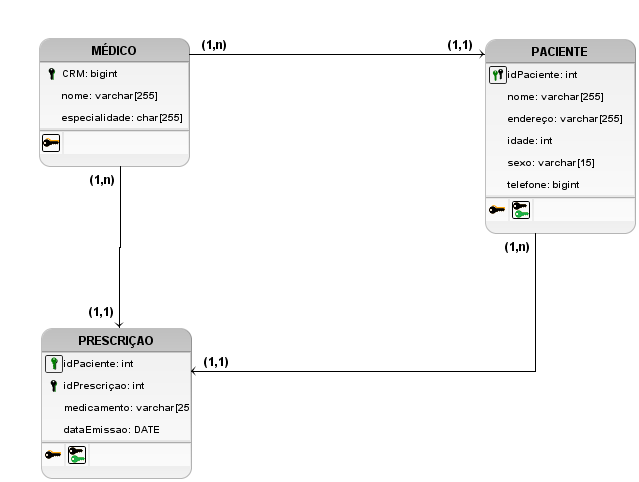 MÉDICO
CRM: bigint
nome: varchar[255]
especialidade: char[255]
(1,n)
(1,1)
PACIENTE
idPaciente: int
nome: varchar[255]
endereço: varchar[255]
idade: int
sexo: varchar[15]
telefone: bigint
(1,n)
(1,1)
(1,n)
(1,1)
PRESCRIÇAO
idPaciente: int
idPrescriçao: int
medicamento: varchar[25
dataEmissao: DATE